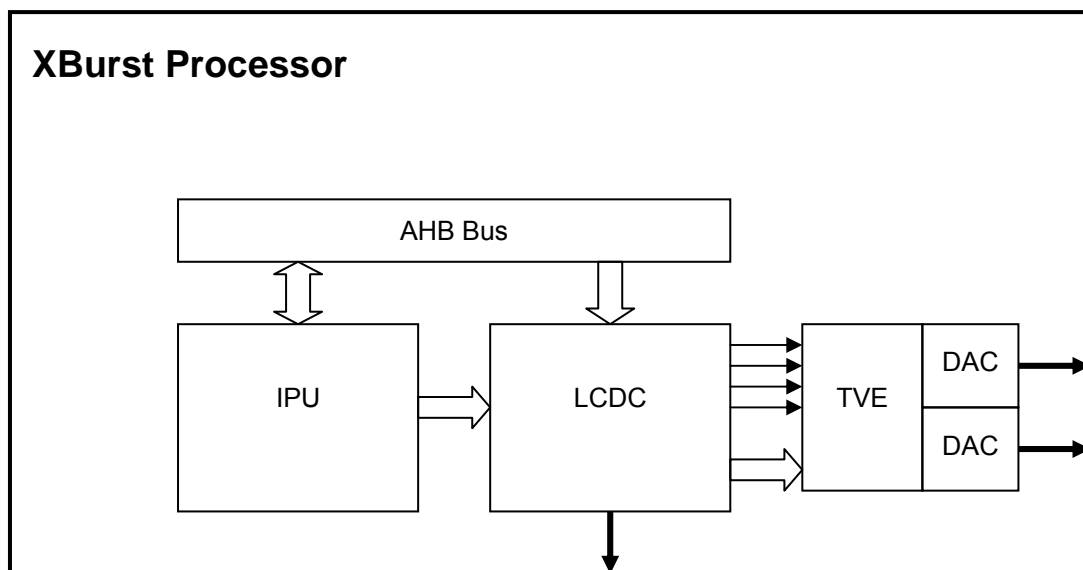 XBurst Processor
AHB Bus
IPU
LCDC
TVE
DAC
DAC